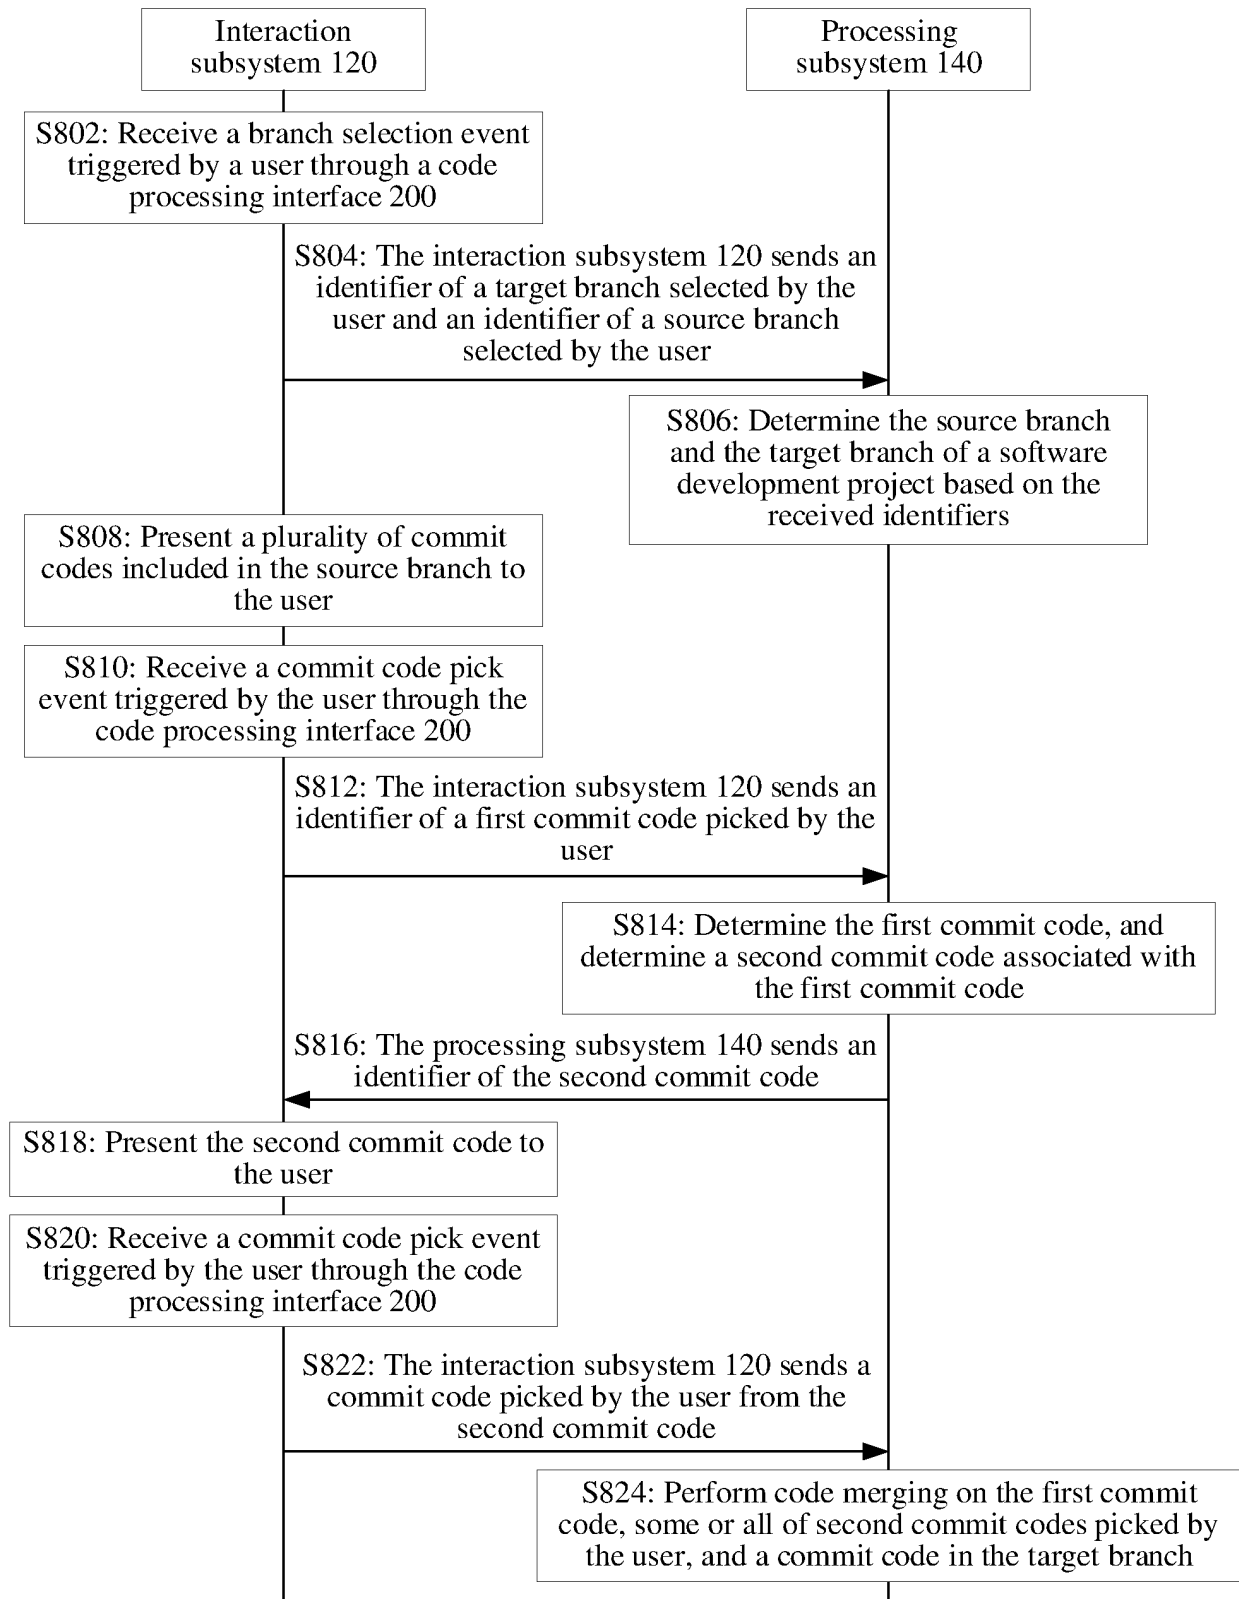 Interaction
subsystem 120
Processing
subsystem 140
S802: Receive a branch selection event
triggered by a user through a code
processing interface 200
S804: The interaction subsystem 120 sends an
identifier of a target branch selected by the
user and an identifier of a source branch
selected by the user
S806: Determine the source branch
and the target branch of a software
development project based on the
received identifiers
S808: Present a plurality of commit
codes included in the source branch to
the user
S810: Receive a commit code pick
event triggered by the user through the
code processing interface 200
S812: The interaction subsystem 120 sends an
identifier of a first commit code picked by the
user
S814: Determine the first commit code, and
determine a second commit code associated with
the first commit code
S816: The processing subsystem 140 sends an
identifier of the second commit code
S818: Present the second commit code to
the user
S820: Receive a commit code pick event
triggered by the user through the code
processing interface 200
S822: The interaction subsystem 120 sends a
commit code picked by the user from the
second commit code
S824: Perform code merging on the first commit
code, some or all of second commit codes picked by
the user, and a commit code in the target branch